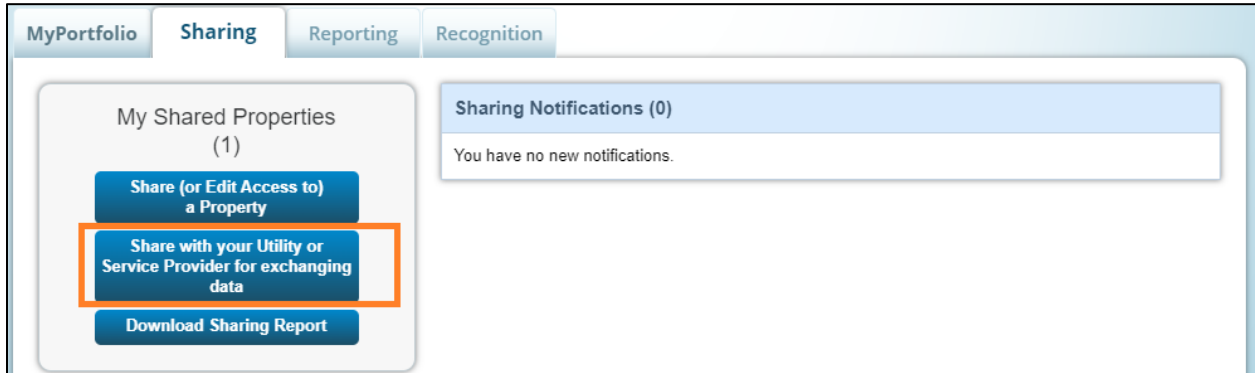 MyPortfolio
Sharing
Reporting
Recognition
My Shared Properties
(1)
Share (or Edit Access to)
a Property
Share with your Utility or
Service Provider for exchanging
data
Download Sharing Report
Sharing Notifications (0)
You have no new notifications.